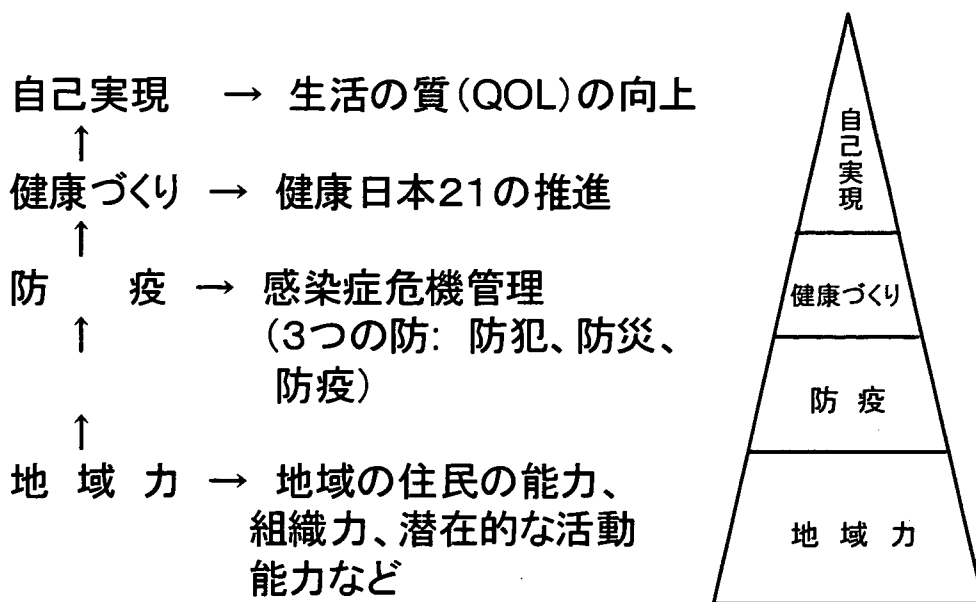 自己実現 → 生活の質(QOL)の向上
↑
健康づくり → 健康日本21の推進
↑
防 疫 → 感染症危機管理
↑ (3つの防: 防犯、防災、
防疫)
↑
地 域 力 → 地域の住民の能力、
組織力、潜在的な活動
能力など
自己実現
健康づくり
防 疫
地 域 力